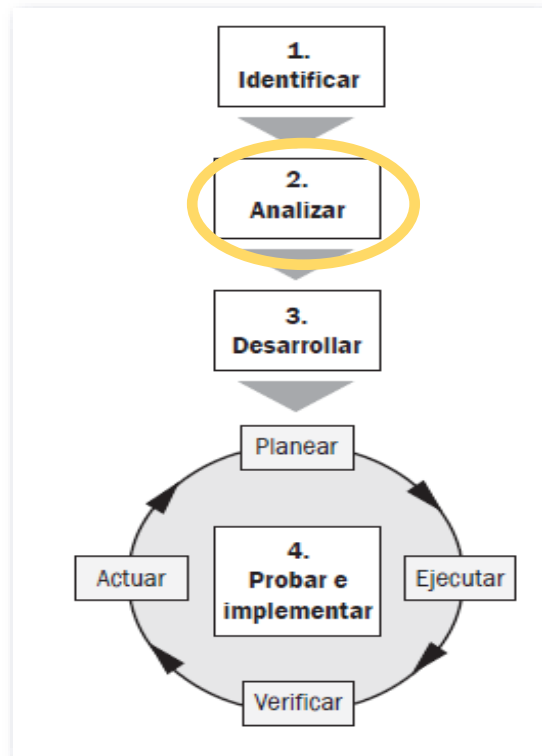 1.
Identificar
2.
Analizar
3.
Desarrollar
Planear
Actuar
4.
Probar e
implementar
Ejecutar
Verificar